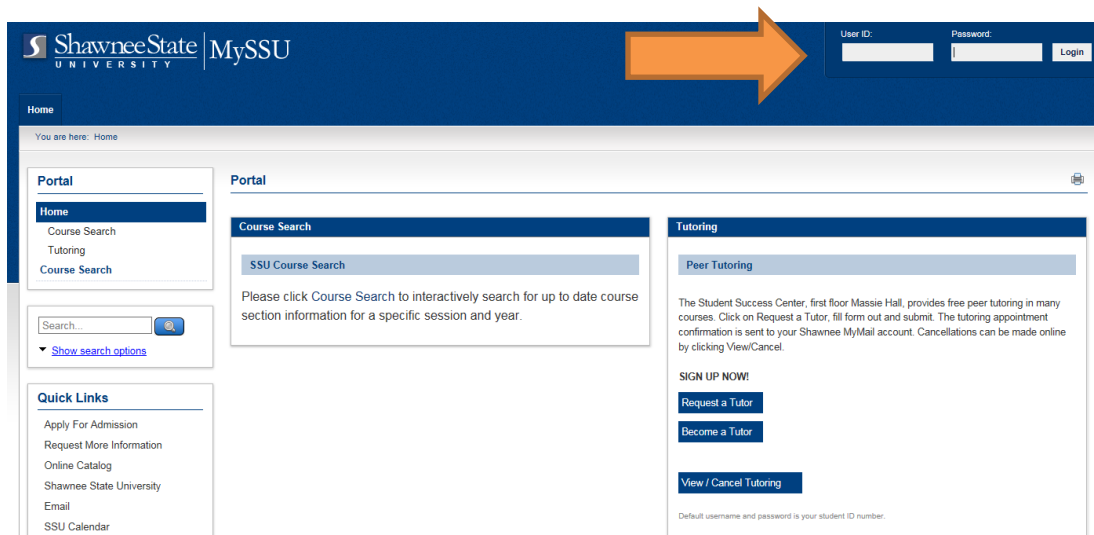 ShawneeState
UNIVERSITY
MySSU
User ID:
Password:
Login
Home
You are here: Home
Portal
Home
Course Search
Tutoring
Course Search
Search...
Show search options
Quick Links
Apply For Admission
Request More Information
Online Catalog
Shawnee State University
Email
SSU Calendar
Portal
Course Search
SSU Course Search
Please click Course Search to interactively search for up to date course
section information for a specific session and year.
Tutoring
Peer Tutoring
The Student Success Center, first floor Massie Hall, provides free peer tutoring in many
courses. Click on Request a Tutor, fill form out and submit. The tutoring appointment
confirmation is sent to your Shawnee MyMail account. Cancellations can be made online
by clicking View/Cancel.
SIGN UP NOW!
Request a Tutor
Become a Tutor
View / Cancel Tutoring
Default username and password is your student ID number.